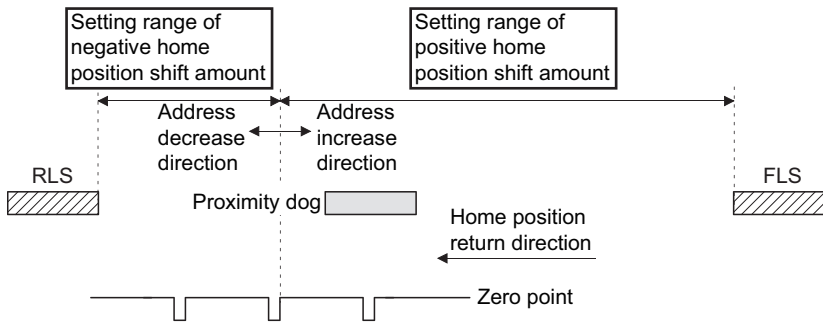 Setting range of
negative home
position shift amount
Setting range of
positive home
position shift amount
Address
decrease
direction
Address
increase
direction
RLS
FLS
Proximity dog
Home position
return direction
Zero point